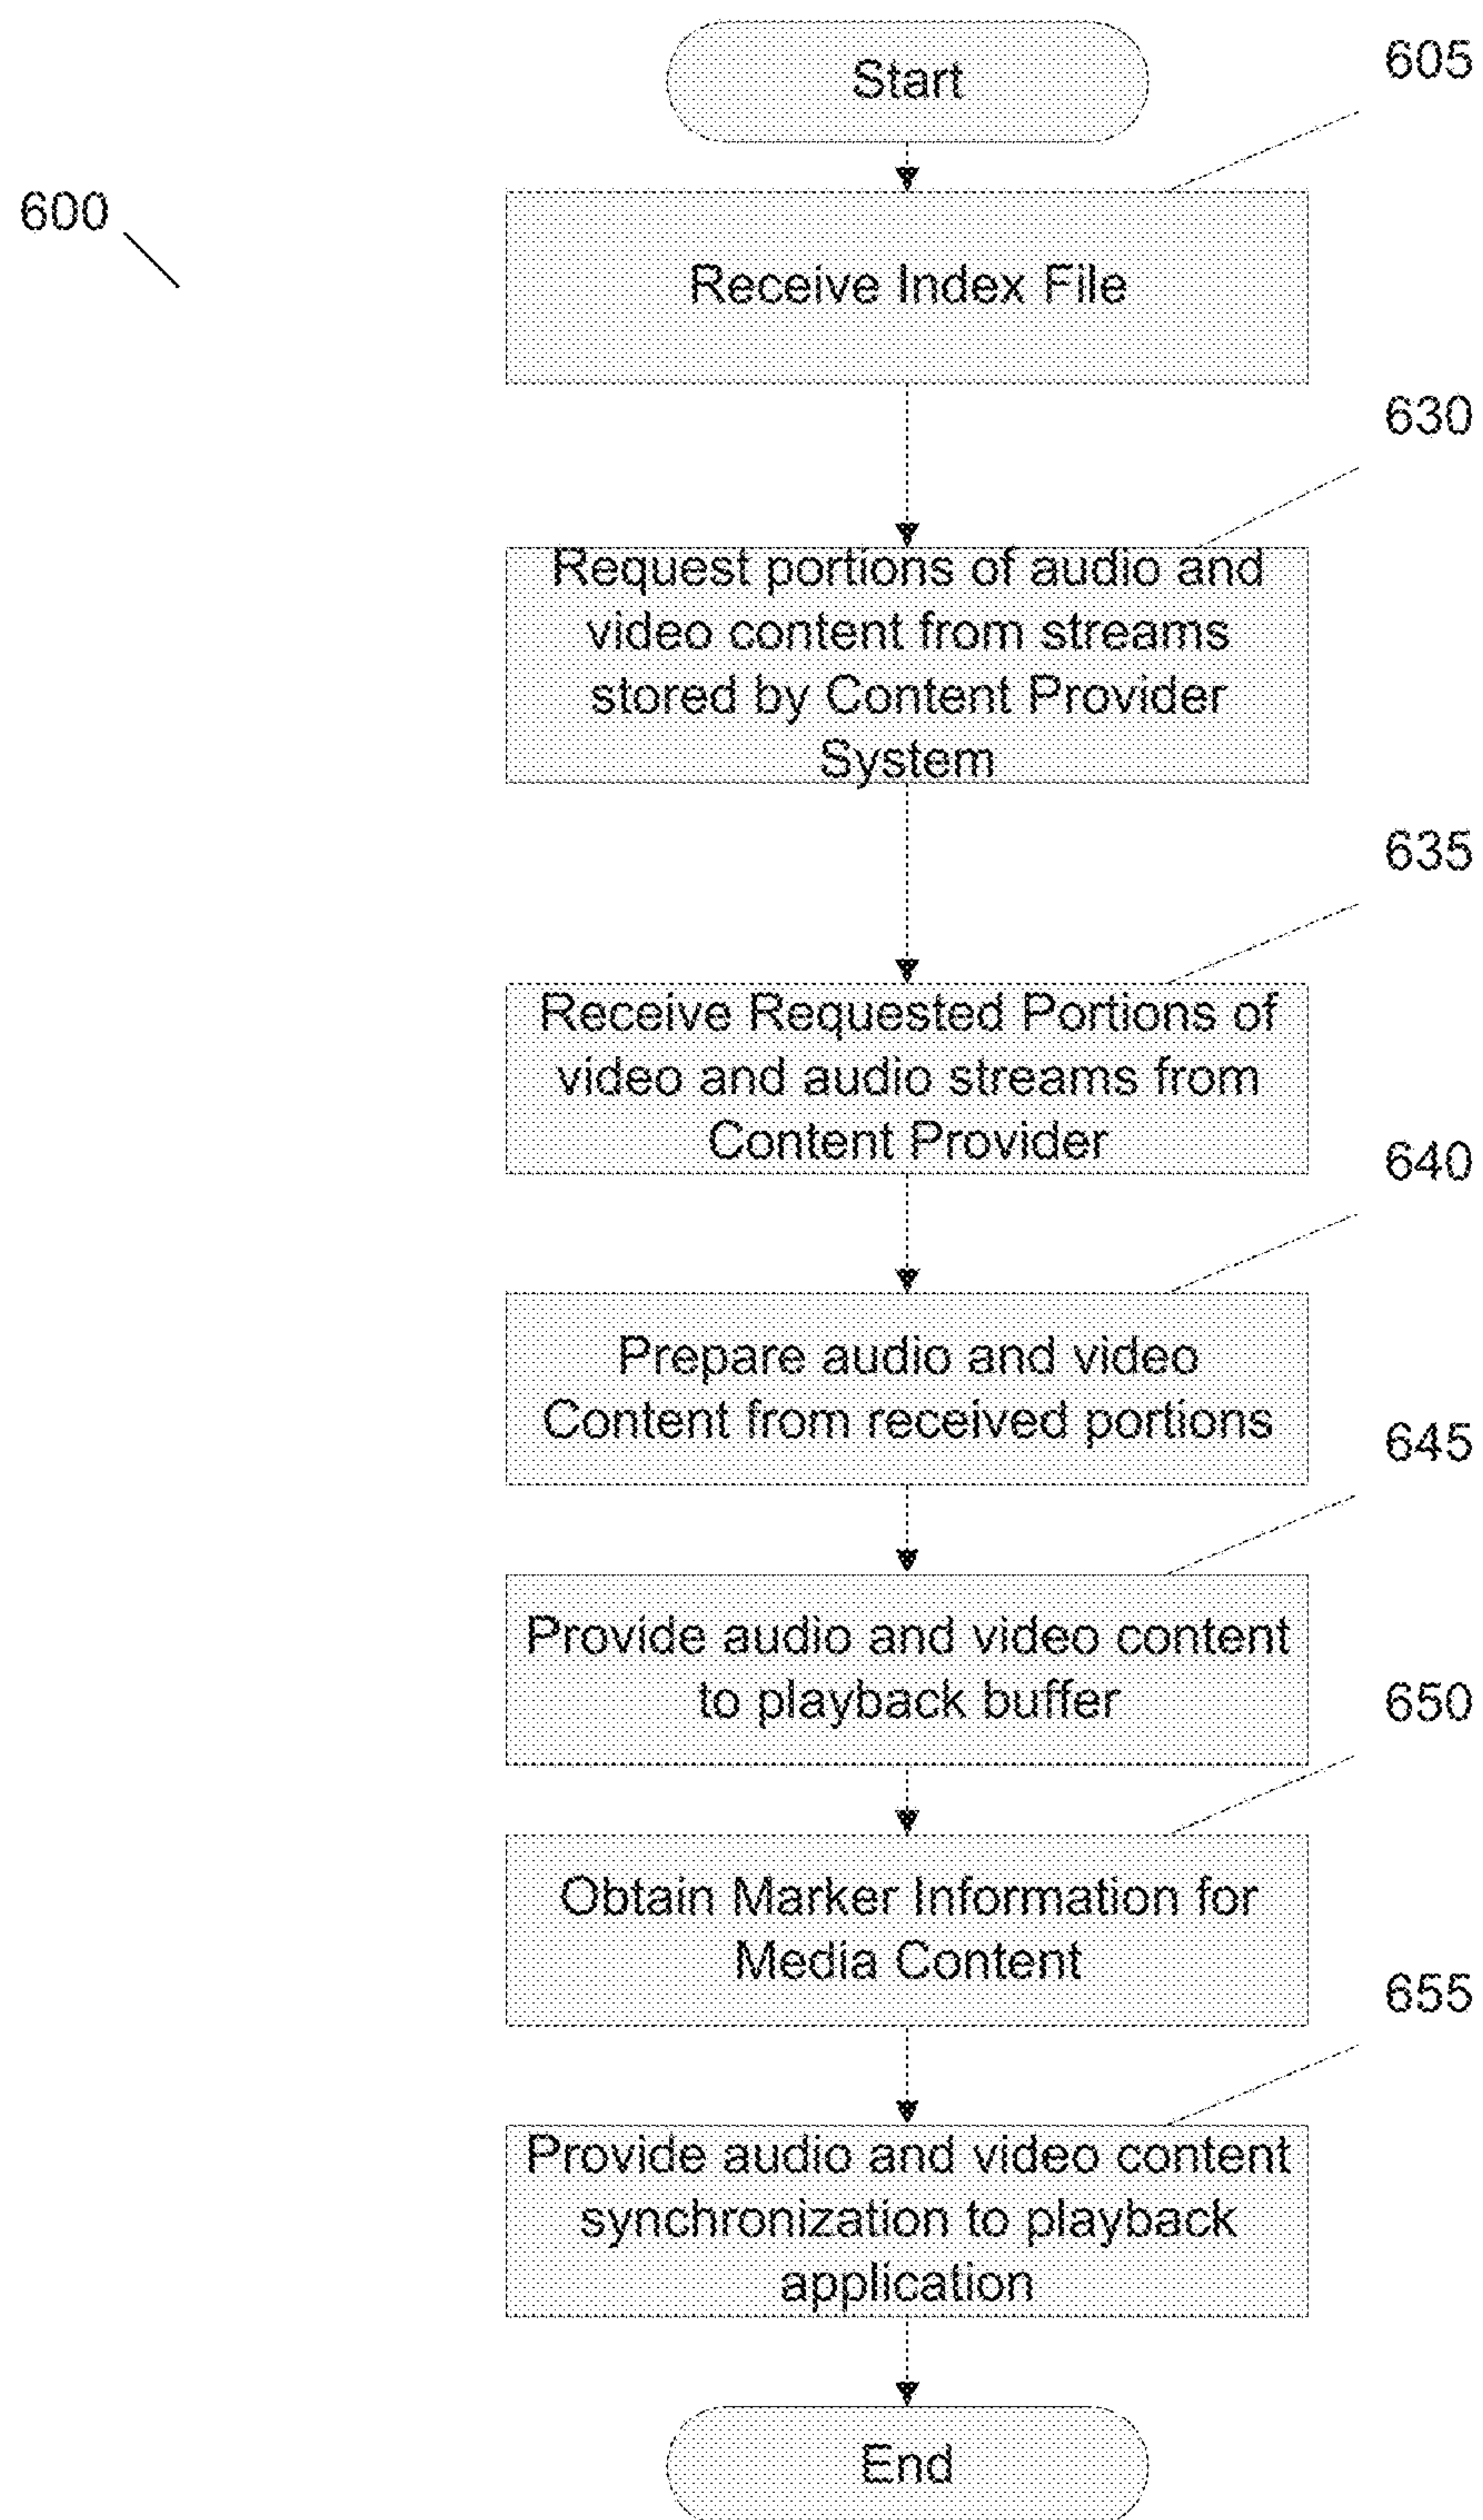 Start
605
600
Receive Index File
630
Request portions of audio and
video content from streams
stored by Content Provider
System
635
Receive Requested Portions of
video and audio streams from
Content Provider
640
Prepare audio and video
Content from received portions
645
Provide audio and video content
to playback buffer
650
Obtain Marker Information for
Media Content
655
Provide audio and video content
synchronization to playback
application
End